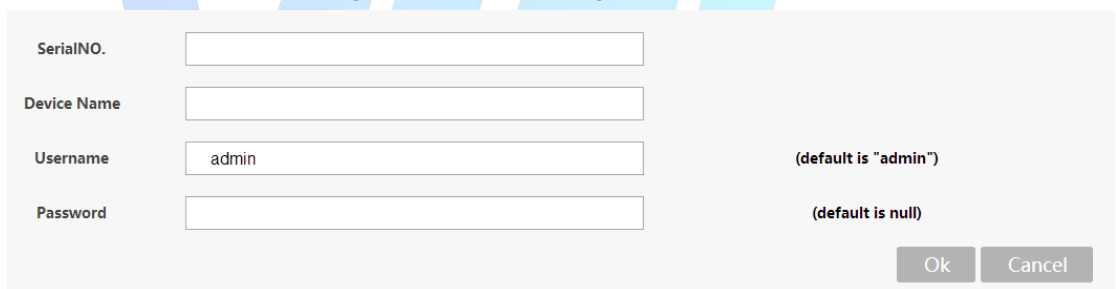 SerialNO.
Device Name
Username admin (default is "admin")
Password (default is null)
Ok Cancel